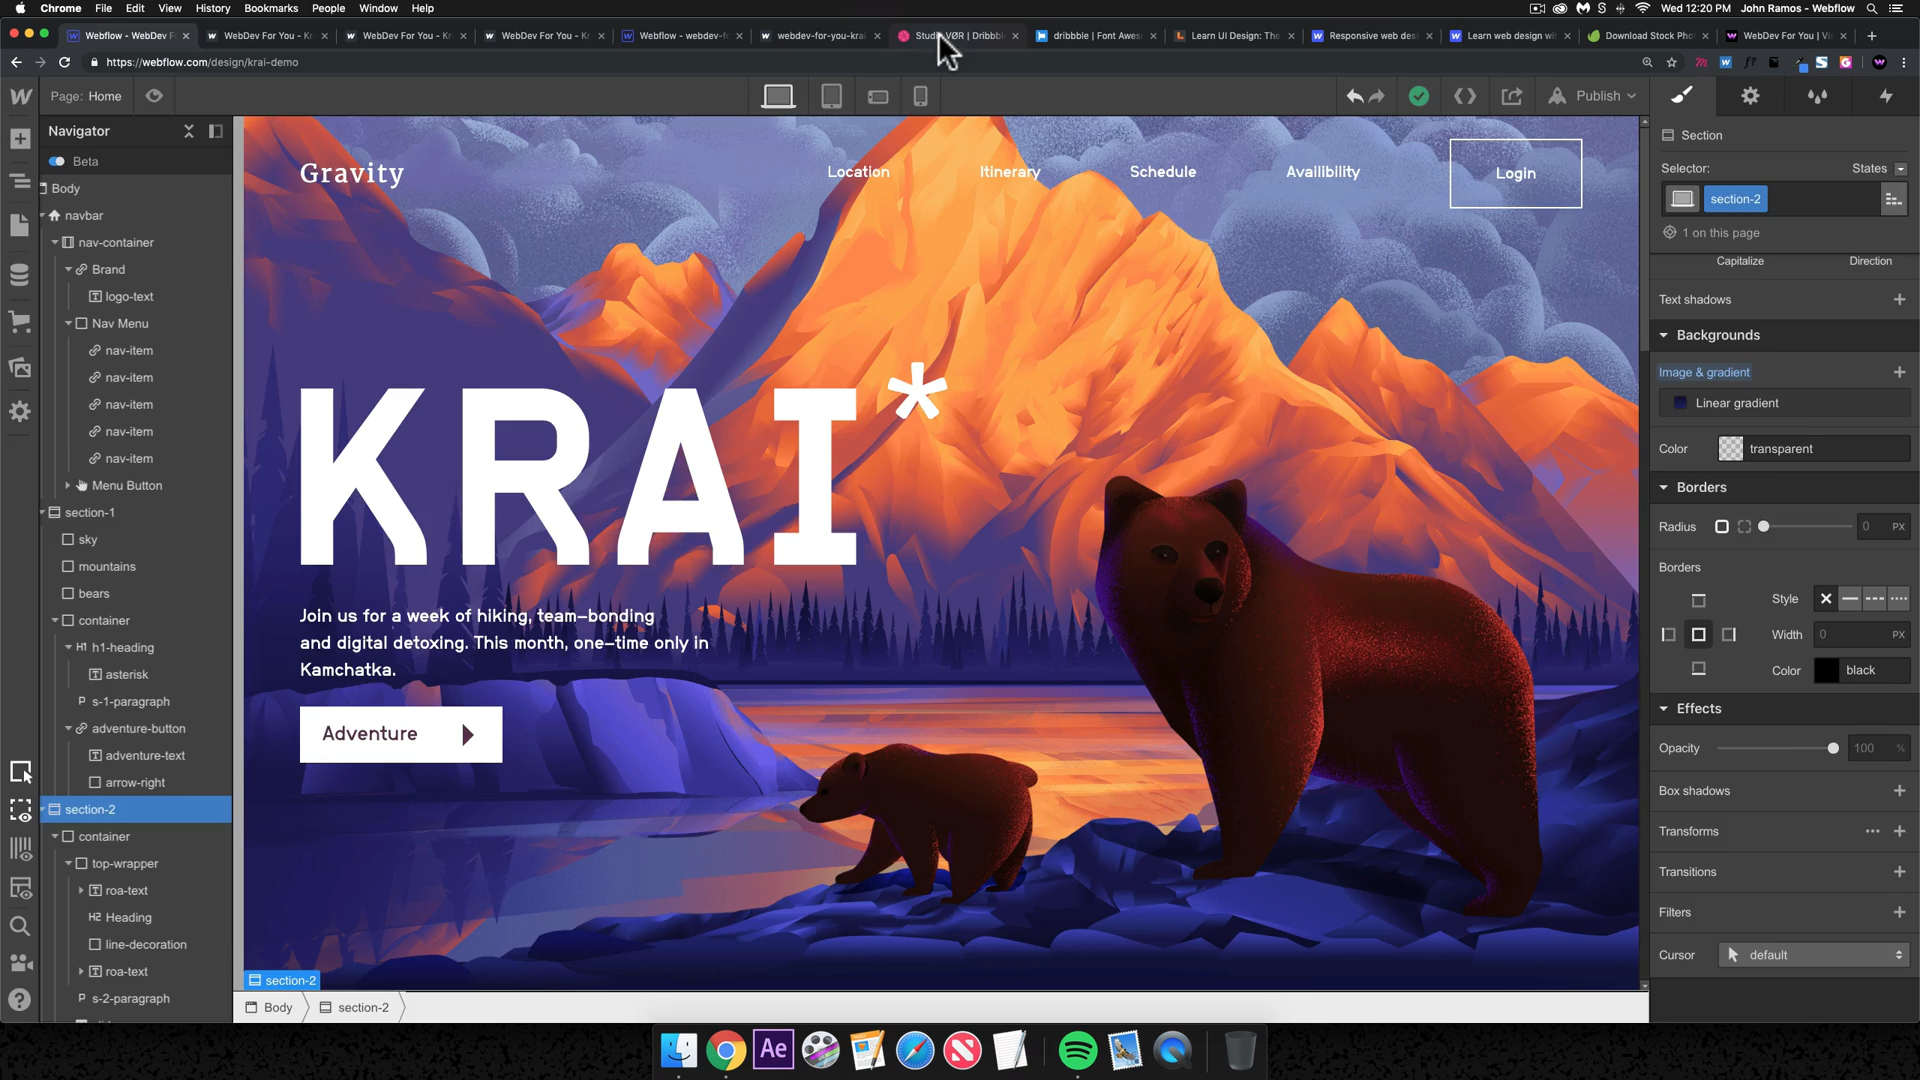 Chrome File Edit View History Bookmarks People Window Help
Wed 12:20 PM John Ramos - Webflow
Webflow - WebDev F
WebDev For You - K
WebDev For You - K
WebDev For You - K
Webflow - webdev-fo
webdev-for-you-krai
Studio VØR | Dribbb
dribbble | Font Awes
Learn UI Design: The
Responsive web des
Learn web design wi
Download Stock Pho
WebDev For You | Vi
https://webflow.com/design/krai-demo
Page: Home
Publish
Navigator
Beta
Body
navbar
nav-container
Brand
logo-text
Nav Menu
nav-item
nav-item
nav-item
nav-item
nav-item
Menu Button
section-1
sky
mountains
bears
container
H1 h1-heading
asterisk
P s-1-paragraph
adventure-button
adventure-text
arrow-right
section-2
container
top-wrapper
roa-text
H2 Heading
line-decoration
roa-text
P s-2-paragraph
Gravity
Location Itinerary Schedule Availibility Login
KRAI*
Join us for a week of hiking, team-bonding
and digital detoxing. This month, one-time only in
Kamchatka.
Adventure
section-2
Body section-2
Section
Selector: States
section-2
1 on this page
Capitalize Direction
Text shadows
Backgrounds
Image & gradient
Linear gradient
Color transparent
Borders
Radius 0 PX
Borders
Style
Width 0 PX
Color black
Effects
Opacity 100 %
Box shadows
Transforms
Transitions
Filters
Cursor default
Ae